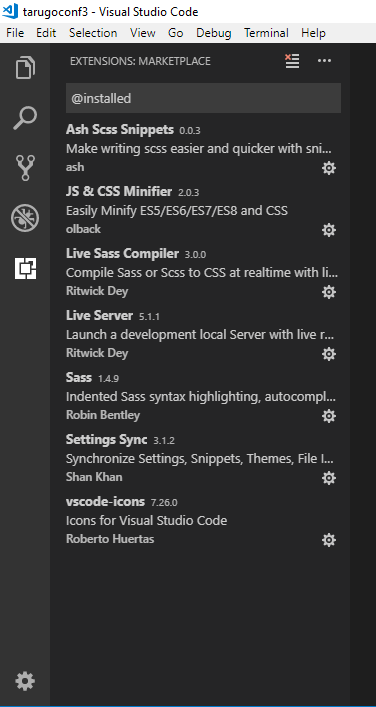 tarugoconf3 - Visual Studio Code
File Edit Selection View Go Debug Terminal Help
EXTENSIONS: MARKETPLACE
@installed
Ash Scss Snippets 0.0.3
Make writing scss easier and quicker with sni...
ash
JS & CSS Minifier 2.0.3
Easily Minify ES5/ES6/ES7/ES8 and CSS
olback
Live Sass Compiler 3.0.0
Compile Sass or Scss to CSS at realtime with li...
Ritwick Dey
Live Server 5.1.1
Launch a development local Server with live r...
Ritwick Dey
Sass 1.4.9
Indented Sass syntax highlighting, autocompl...
Robin Bentley
Settings Sync 3.1.2
Synchronize Settings, Snippets, Themes, File I...
Shan Khan
vscode-icons 7.26.0
Icons for Visual Studio Code
Roberto Huertas